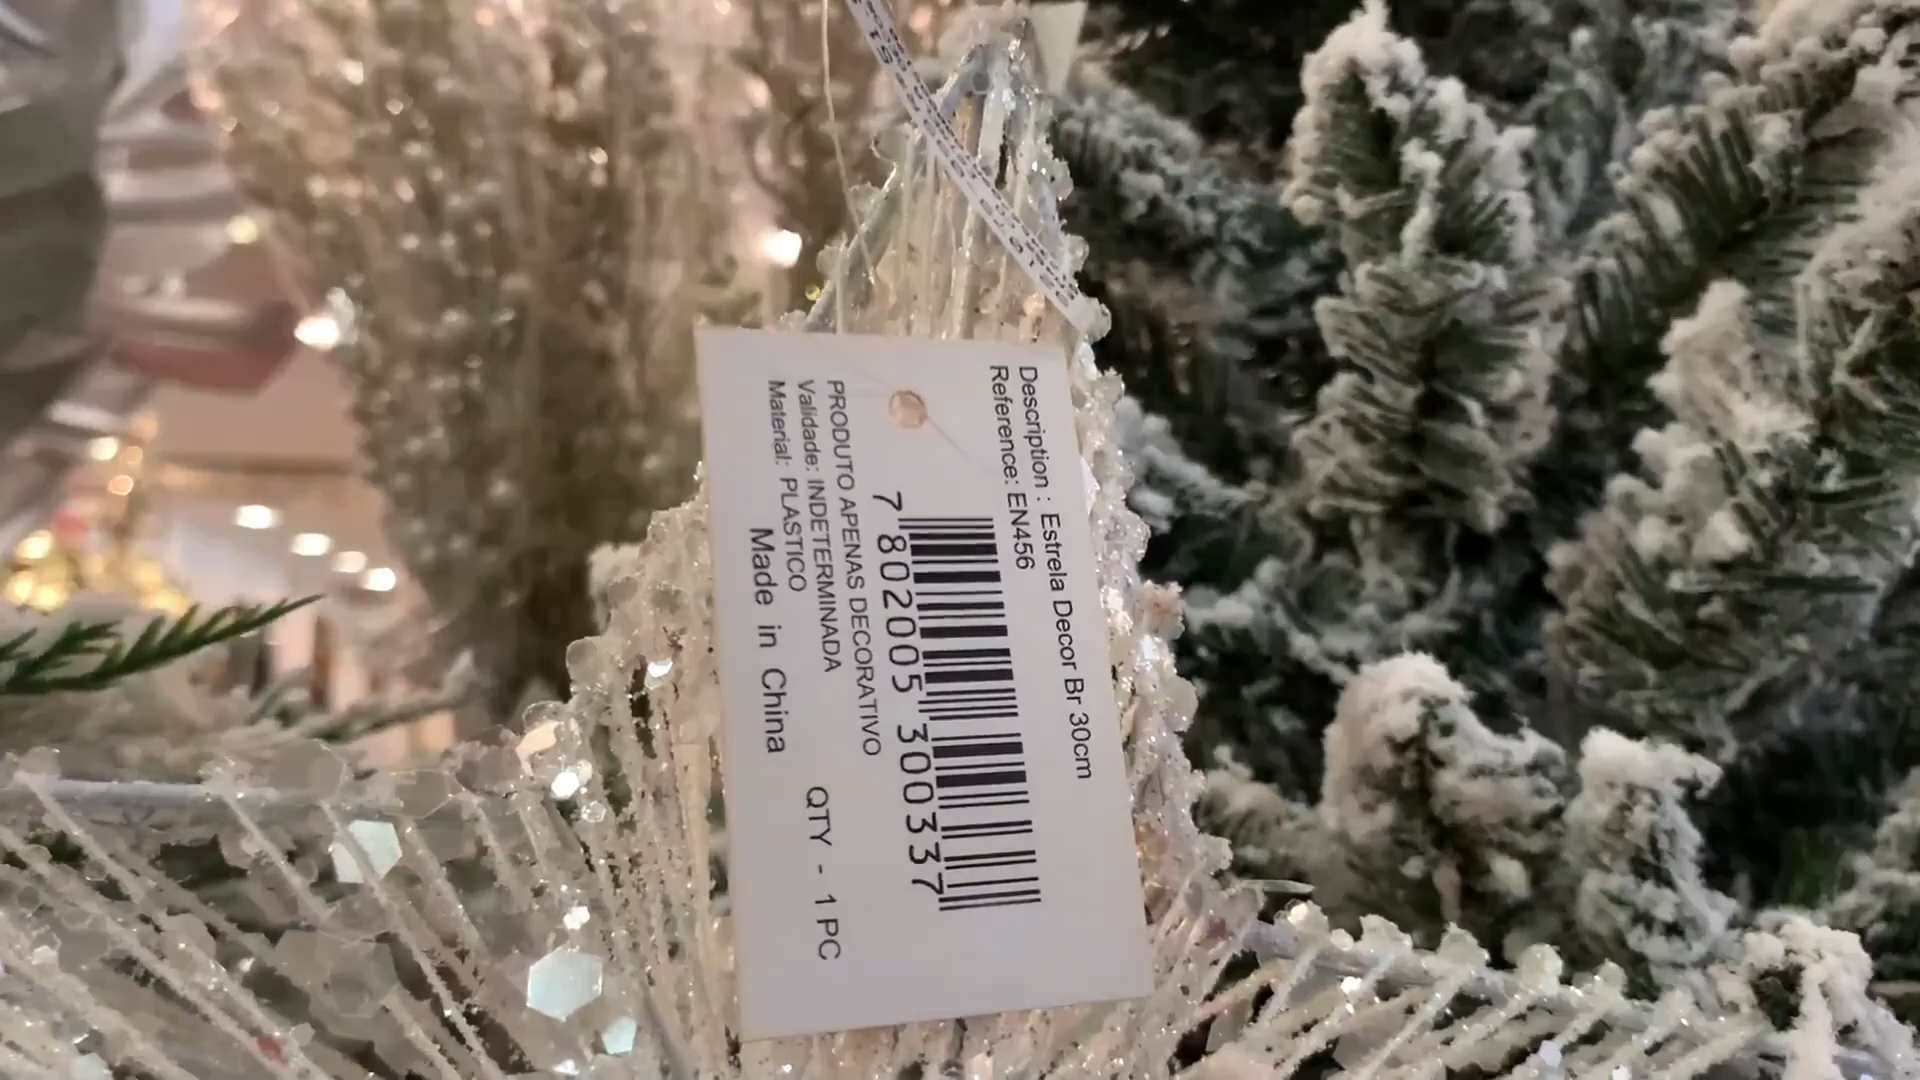 Description : Estrela Decor Br 30cm
Reference: EN456
7 802005 300337
PRODUTO APENAS DECORATIVO
Validade: INDETERMINADA
Material: PLASTICO
Made in China
QTY - 1 PC